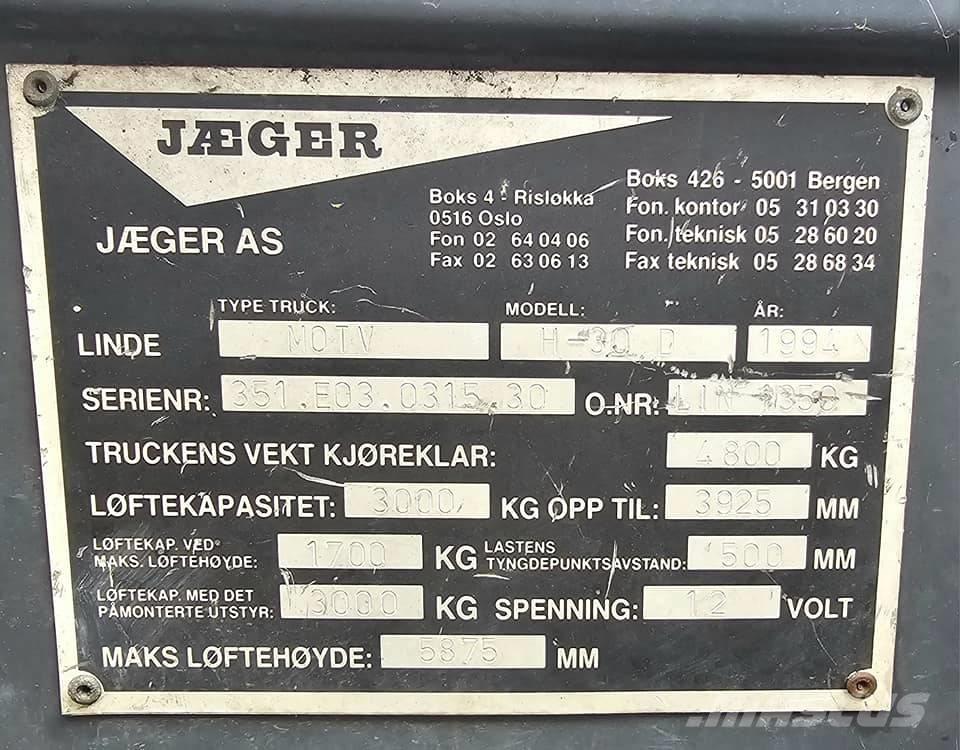 JÆGER
JÆGER AS
Boks 4 - Risløkka
0516 Oslo
Fon 02 64 04 06
Fax 02 63 06 13
Boks 426 - 5001 Bergen
Fon. kontor 05 31 03 30
Fon. teknisk 05 28 60 20
Fax teknisk 05 28 68 34
TYPE TRUCK: MODELL: ÅR:
LINDE MOTV H-30 D 1994
SERIENR: 351.E03.0315.30 O.NR: LIN 1350
TRUCKENS VEKT KJØREKLAR: 4800 KG
LØFTEKAPASITET: 3000 KG OPP TIL: 3925 MM
LØFTEKAP. VED
MAKS. LØFTEHØYDE: 1700 KG
LASTENS
TYNGDEPUNKTSAVSTAND: 500 MM
LØFTEKAP. MED DET
PÅMONTERTE UTSTYR: 3000 KG SPENNING: 12 VOLT
MAKS LØFTEHØYDE: 5875 MM
mascus